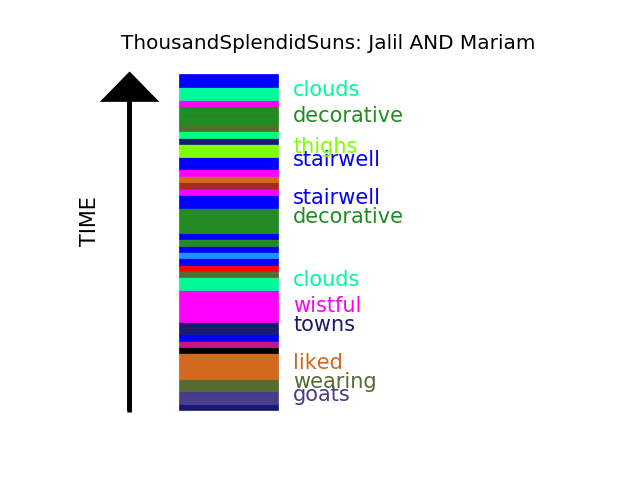 ThousandSplendidSuns: Jalil AND Mariam
clouds
decorative
thighs
stairwell
stairwell
decorative
TIME
clouds
wistful
towns
liked
wearing
goats